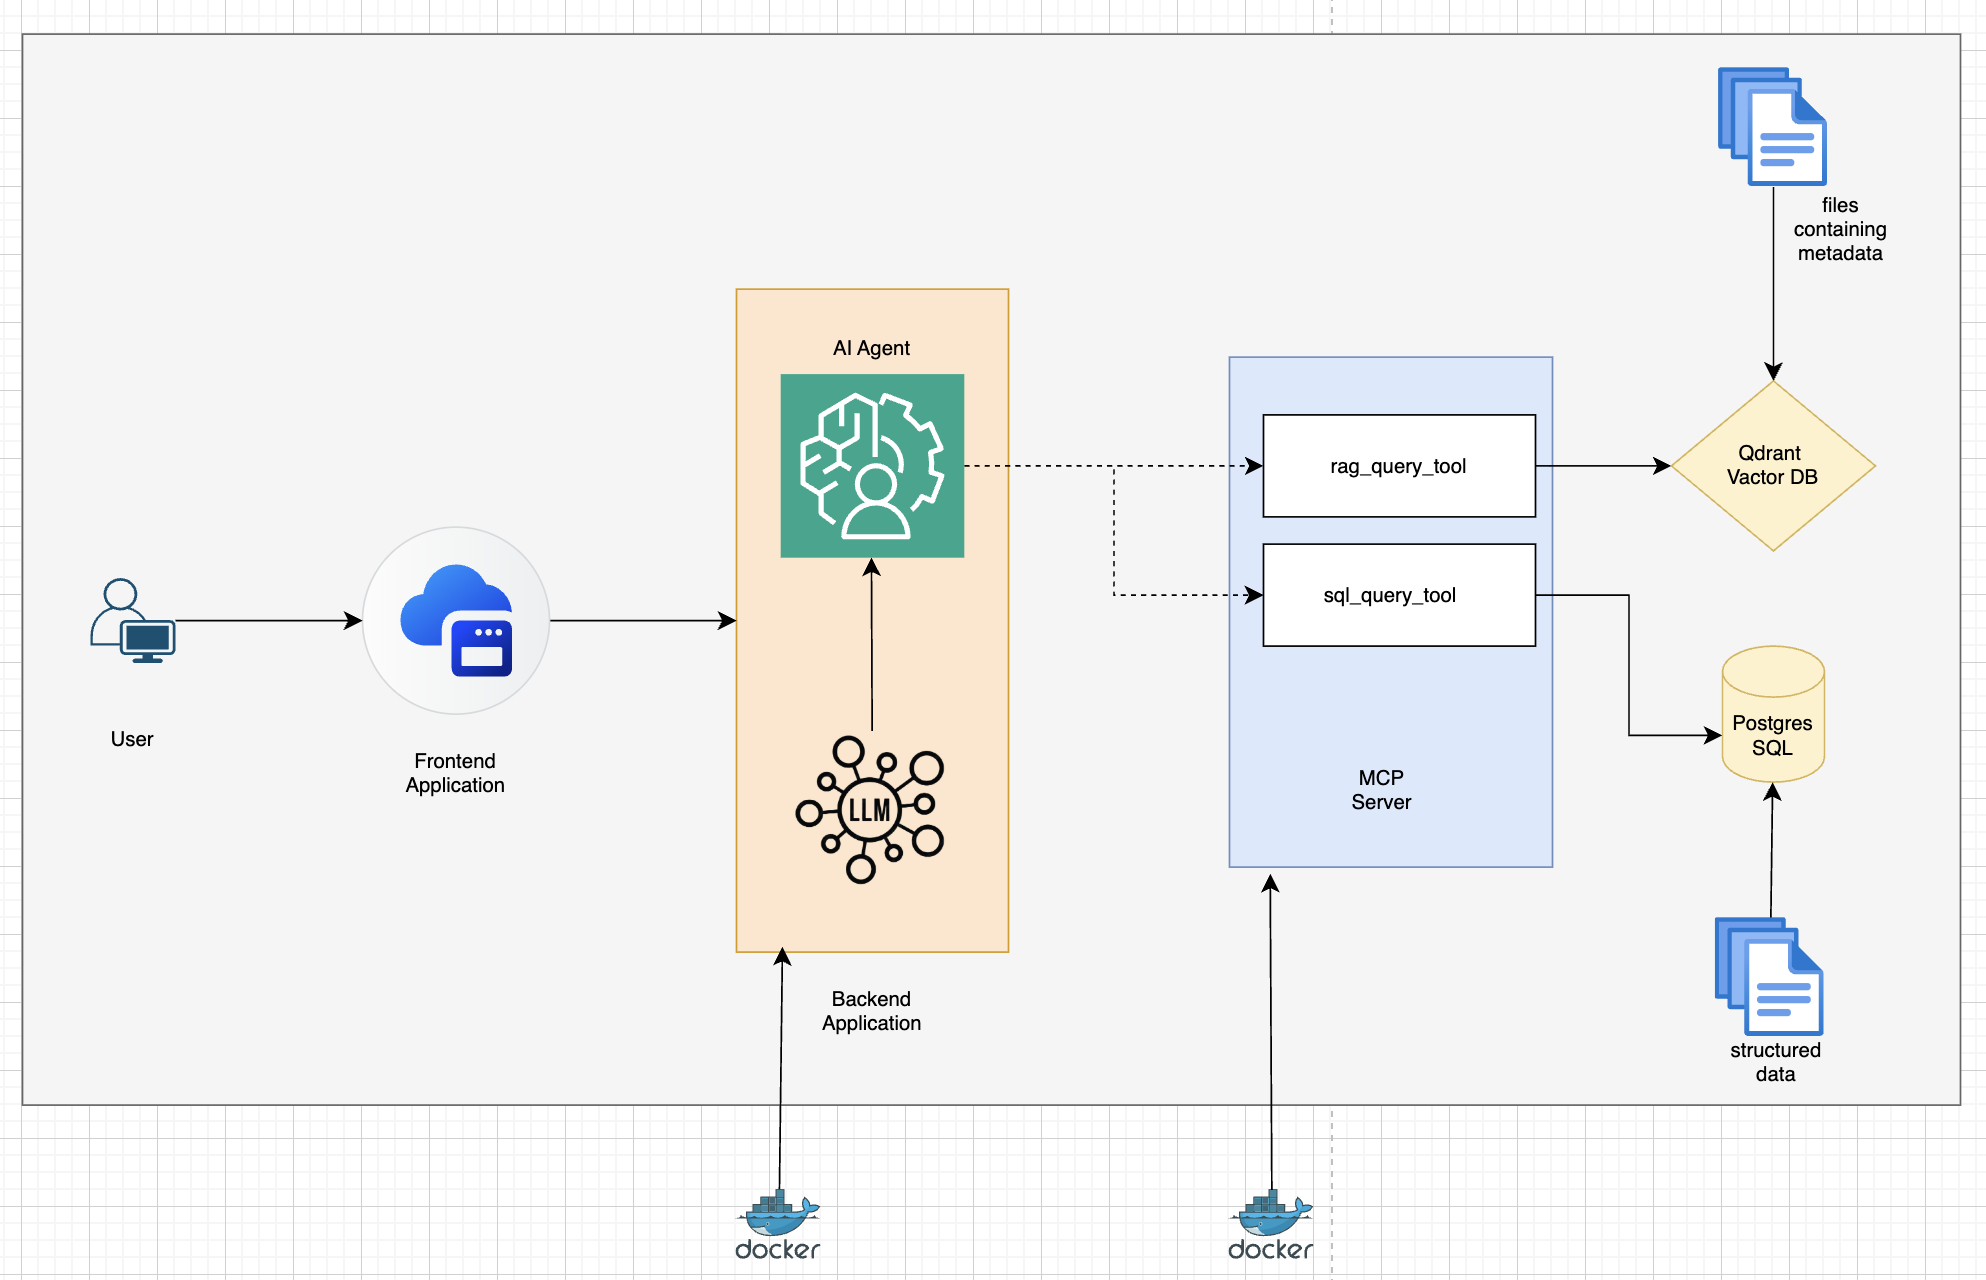 files
containing
metadata
AI Agent
rag_query_tool
Qdrant
Vactor DB
sql_query_tool
User
Frontend
Application
LLM
MCP
Server
Postgres
SQL
Backend
Application
structured
data
docker
docker